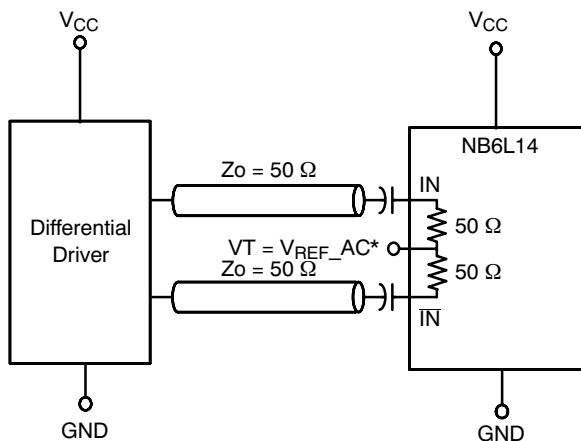 VCC
VCC
NB6L14
Zo = 50 Ω
IN
50 Ω
Differential
Driver
VT = VREF_AC*
50 Ω
Zo = 50 Ω
IN
GND
GND